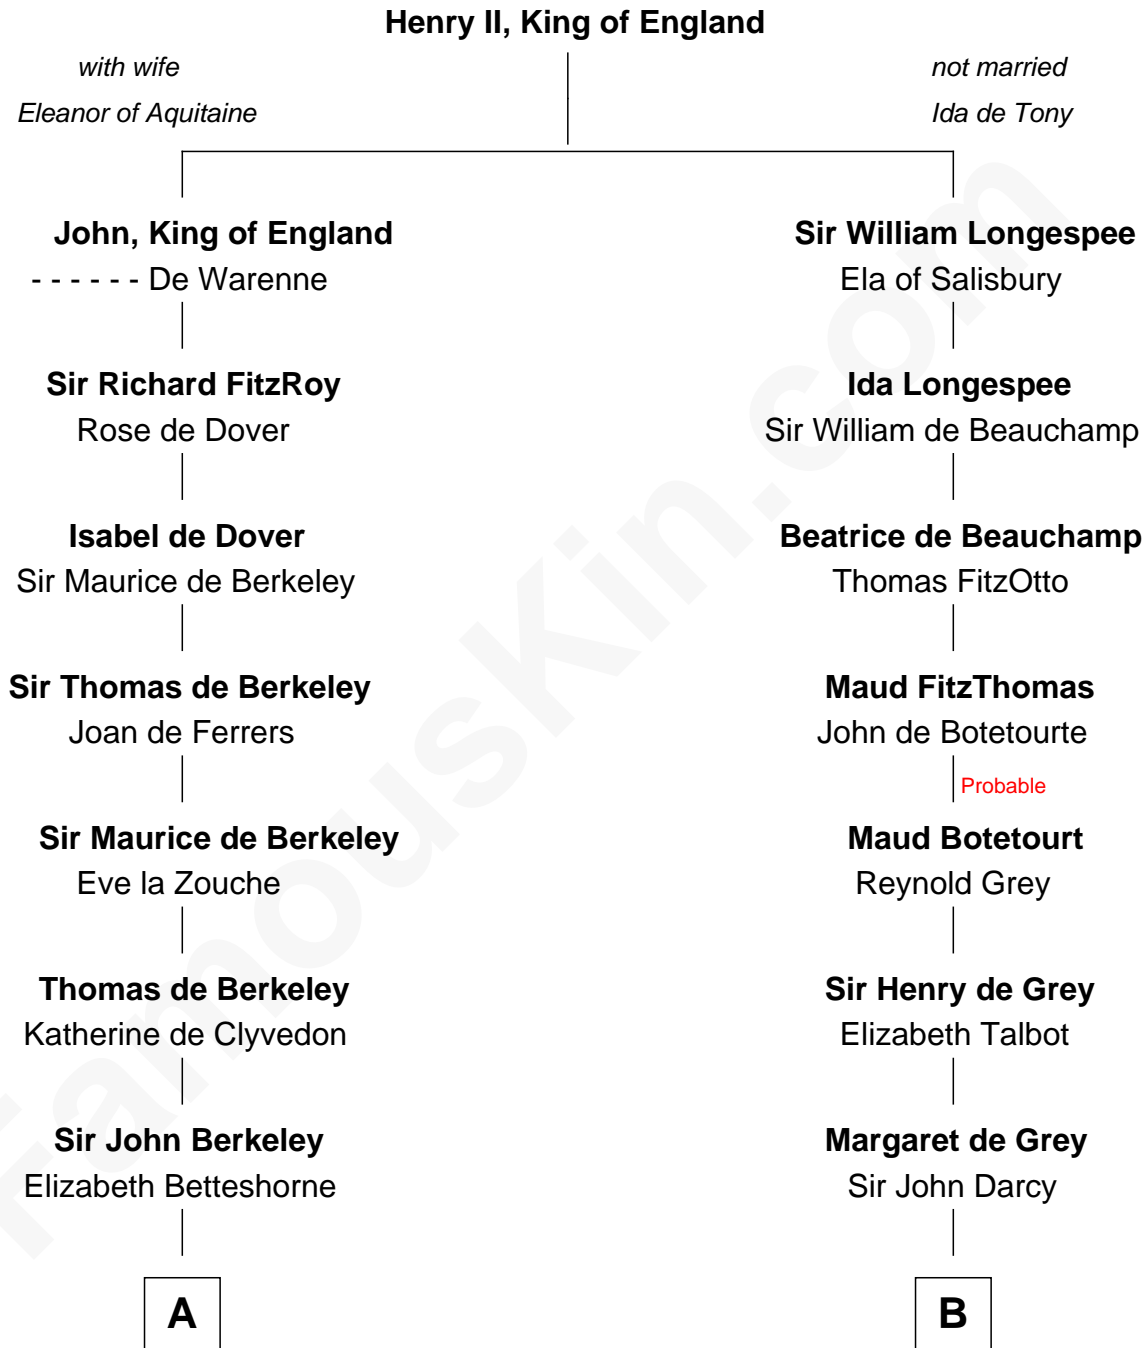 Henry II, King of England
with wife
Eleanor of Aquitaine
not married
Ida de Tony
John, King of England
- - - - - - De Warenne
Sir William Longespee
Ela of Salisbury
Sir Richard FitzRoy
Rose de Dover
Ida Longespee
Sir William de Beauchamp
Isabel de Dover
Sir Maurice de Berkeley
Beatrice de Beauchamp
Thomas FitzOtto
Sir Thomas de Berkeley
Joan de Ferrers
Maud FitzThomas
John de Botetourte
Probable
Sir Maurice de Berkeley
Eve la Zouche
Maud Botetourt
Reynold Grey
Thomas de Berkeley
Katherine de Clyvedon
Sir Henry de Grey
Elizabeth Talbot
Sir John Berkeley
Elizabeth Betteshorne
Margaret de Grey
Sir John Darcy
A
B
FamousKin.com